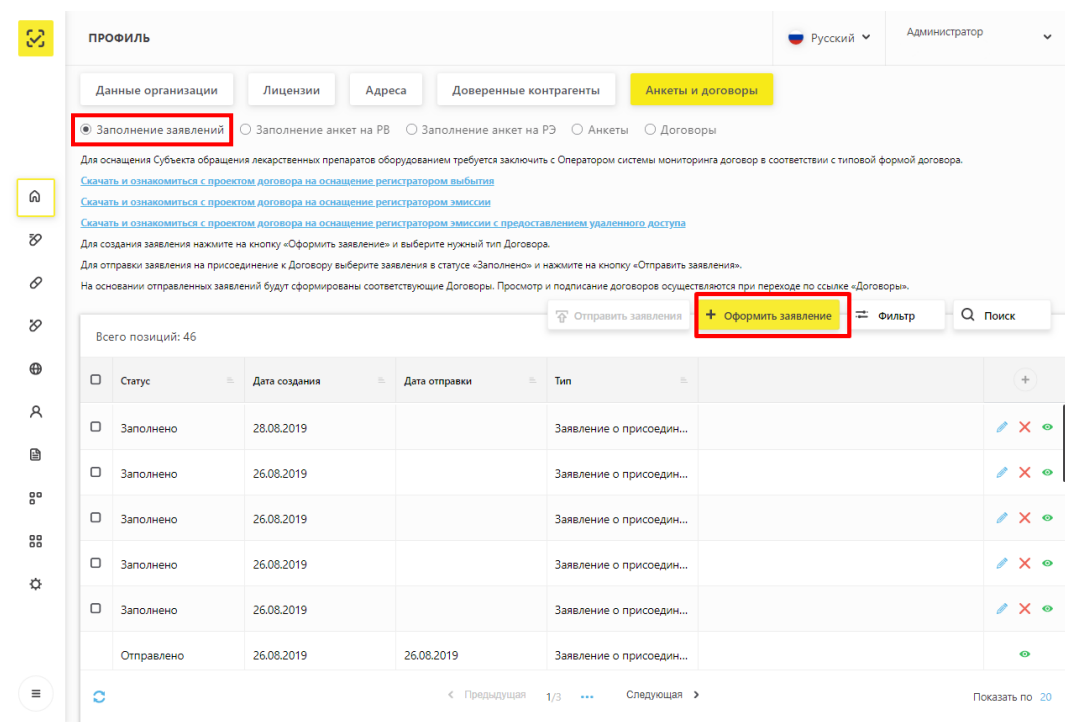 ПРОФИЛЬ
Русский
Администратор
Данные организации
Лицензии
Адреса
Доверенные контрагенты
Анкеты и договоры
Заполнение заявлений
Заполнение анкет на РВ
Заполнение анкет на РЭ
Анкеты
Договоры
Для оснащения Субъекта обращения лекарственных препаратов оборудованием требуется заключить с Оператором системы мониторинга договор в соответствии с типовой формой договора.
Скачать и ознакомиться с проектом договора на оснащение регистратором выбытия
Скачать и ознакомиться с проектом договора на оснащение регистратором эмиссии
Скачать и ознакомиться с проектом договора на оснащение регистратором эмиссии с предоставлением удаленного доступа
Для создания заявления нажмите на кнопку «Оформить заявление» и выберите нужный тип Договора.
Для отправки заявления на присоединение к Договору выберите заявления в статусе «Заполнено» и нажмите на кнопку «Отправить заявления».
На основании отправленных заявлений будут сформированы соответствующие Договоры. Просмотр и подписание договоров осуществляются при переходе по ссылке «Договоры».
Отправить заявления
+ Оформить заявление
Фильтр
Поиск
Всего позиций: 46
Статус Дата создания Дата отправки Тип
Заполнено 28.08.2019 Заявление о присоедин...
Заполнено 26.08.2019 Заявление о присоедин...
Заполнено 26.08.2019 Заявление о присоедин...
Заполнено 26.08.2019 Заявление о присоедин...
Заполнено 26.08.2019 Заявление о присоедин...
Отправлено 26.08.2019 26.08.2019 Заявление о присоедин...
< Предыдущая 1/3 ••• Следующая >
Показать по 20